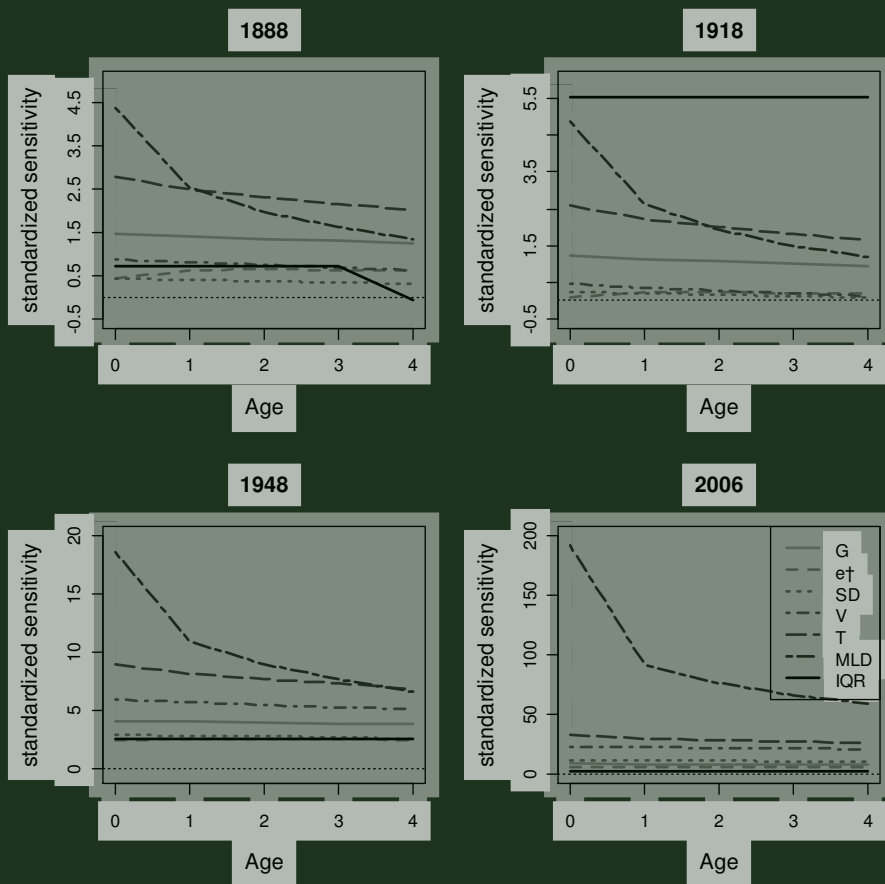 1888
standardized sensitivity
-0.5 0.5 1.5 2.5 3.5 4.5
0 1 2 3 4
Age
1918
standardized sensitivity
-0.5 1.5 3.5 5.5
0 1 2 3 4
Age
1948
standardized sensitivity
0 5 10 15 20
0 1 2 3 4
Age
2006
standardized sensitivity
0 50 100 150 200
G
e†
SD
V
T
MLD
IQR
0 1 2 3 4
Age